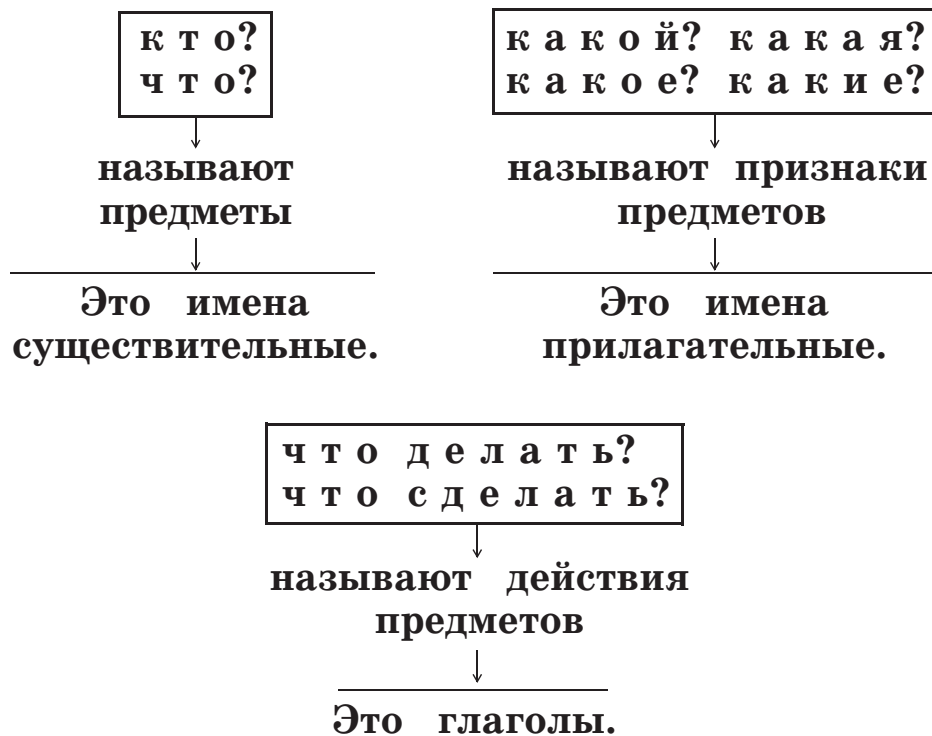 кто?
что?
называют
предметы
Это имена
существительные.
какой? какая?
какое? какие?
называют признаки
предметов
Это имена
прилагательные.
что делать?
что сделать?
называют действия
предметов
Это глаголы.